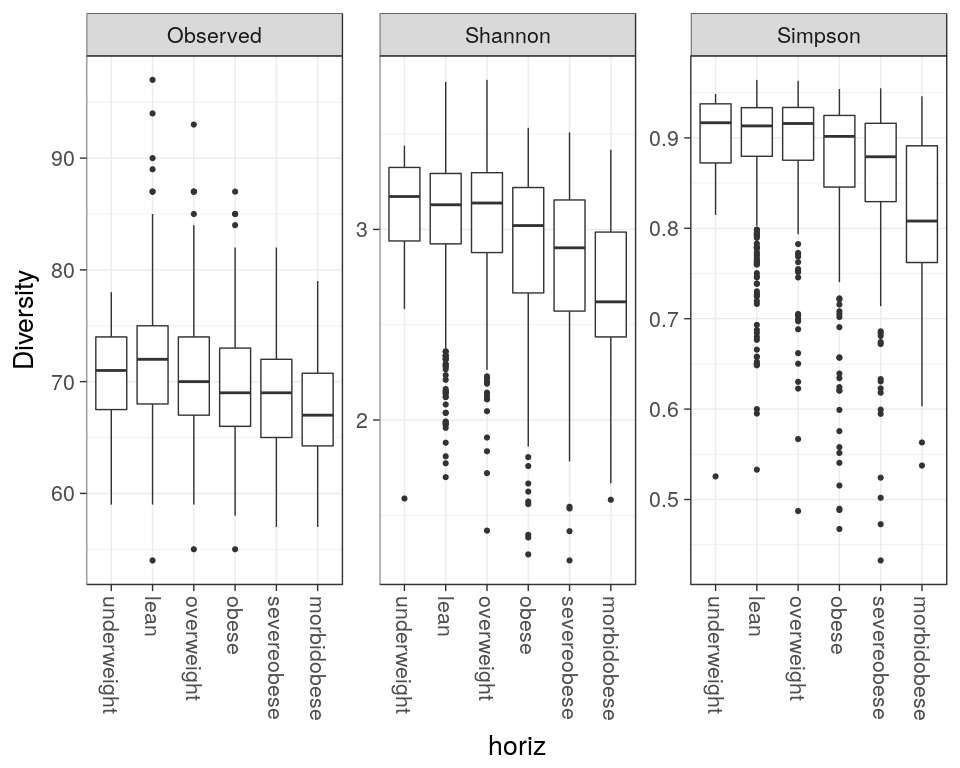 Observed
Shannon
Simpson
Diversity
90
80
70
60
3
2
0.9
0.8
0.7
0.6
0.5
underweight
lean
overweight
obese
severeobese
morbidobese
underweight
lean
overweight
obese
severeobese
morbidobese
underweight
lean
overweight
obese
severeobese
morbidobese
horiz